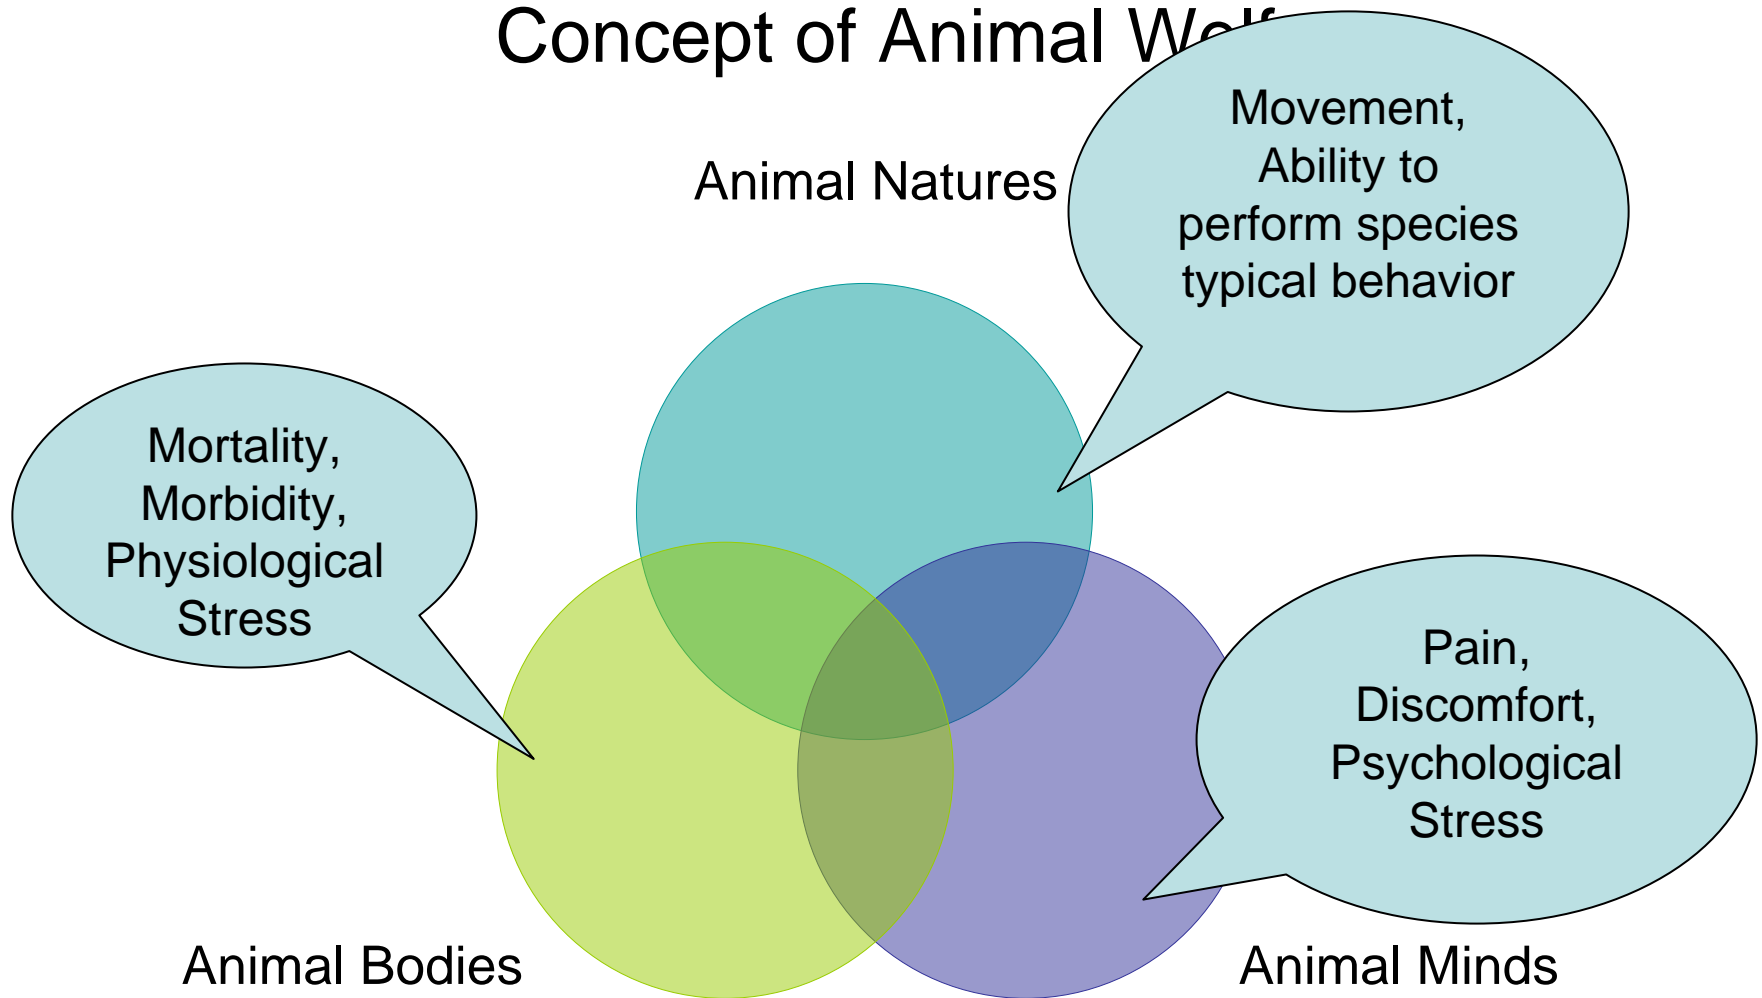 Concept of Animal
Animal Natures
Movement,
Ability to
perform species
typical behavior
Mortality,
Morbidity,
Physiological
Stress
Pain,
Discomfort,
Psychological
Stress
Animal Bodies
Animal Minds